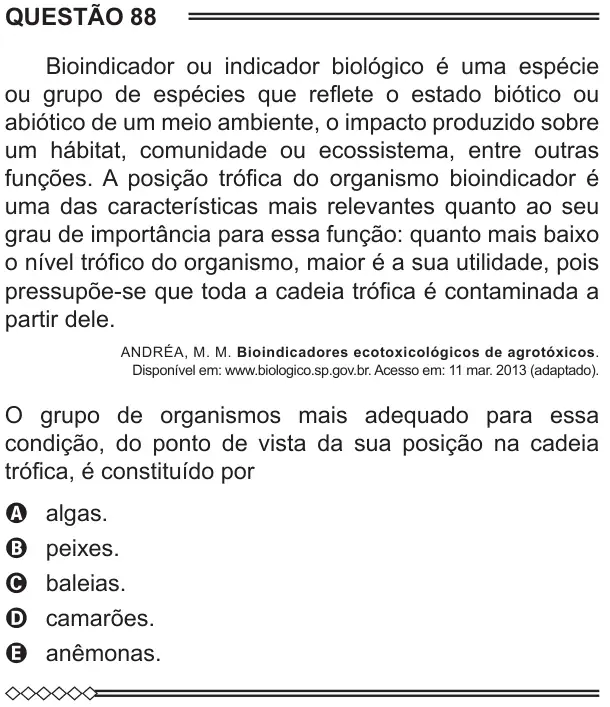 QUESTÃO 88
Bioindicador ou indicador biológico é uma espécie
ou grupo de espécies que reflete o estado biótico ou
abiótico de um meio ambiente, o impacto produzido sobre
um hábitat, comunidade ou ecossistema, entre outras
funções. A posição trófica do organismo bioindicador é
uma das características mais relevantes quanto ao seu
grau de importância para essa função: quanto mais baixo
o nível trófico do organismo, maior é a sua utilidade, pois
pressupõe-se que toda a cadeia trófica é contaminada a
partir dele.
ANDRÉA, M. M. Bioindicadores ecotoxicológicos de agrotóxicos.
Disponível em: www.biologico.sp.gov.br. Acesso em: 11 mar. 2013 (adaptado).
O grupo de organismos mais adequado para essa
condição, do ponto de vista da sua posição na cadeia
trófica, é constituído por
A algas.
B peixes.
C baleias.
D camarões.
E anêmonas.